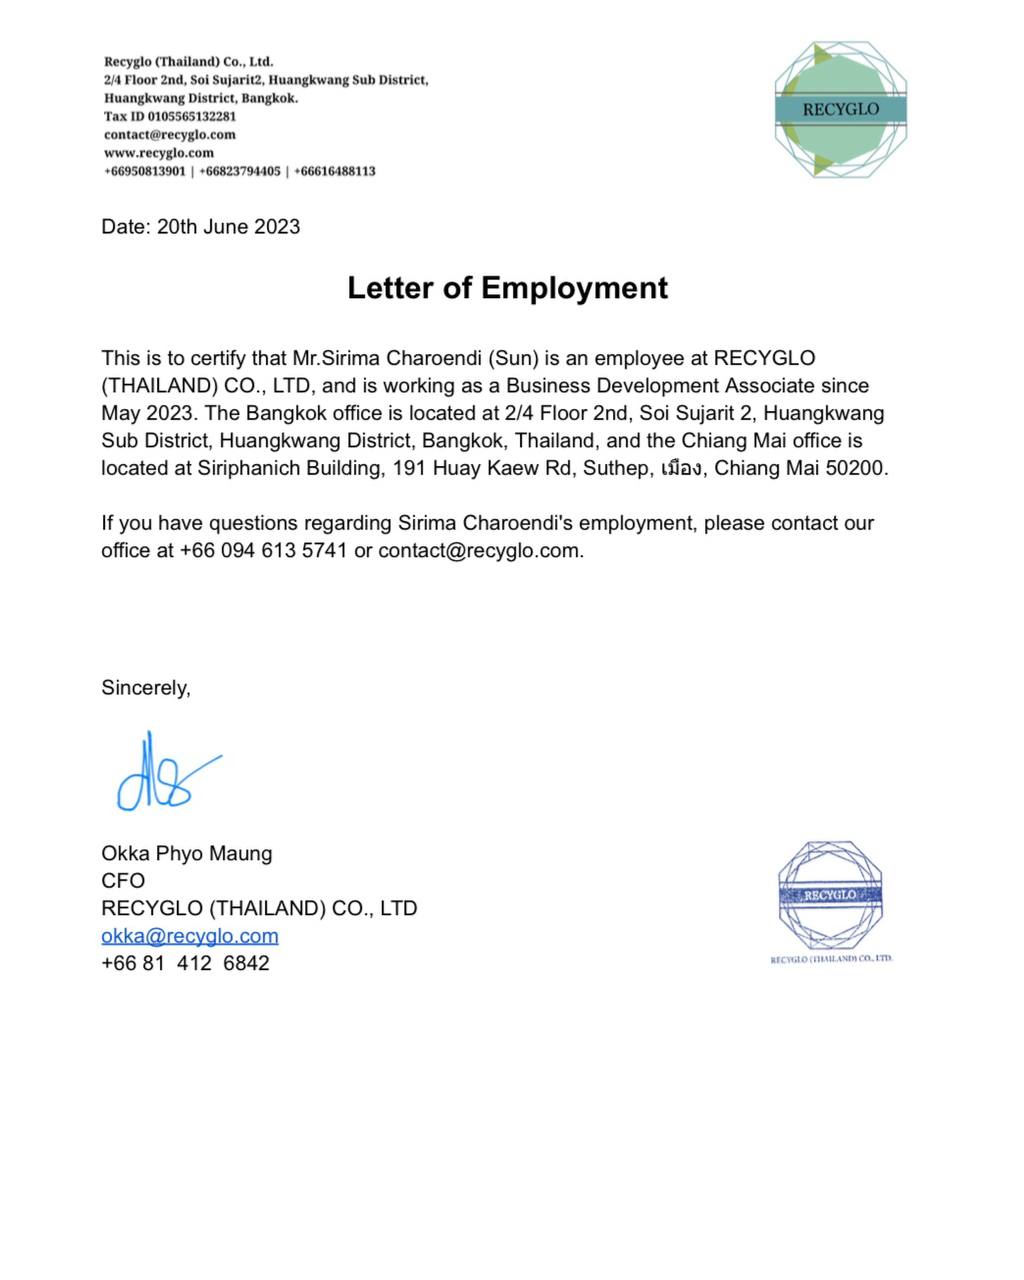 Recyglo (Thailand) Co., Ltd.
2/4 Floor 2nd, Soi Sujarit2, Huangkwang Sub District,
Huangkwang District, Bangkok.
Tax ID 0105565132281
contact@recyglo.com
www.recyglo.com
+66950813901 | +66823794405 | +66616488113
RECYGLO
Date: 20th June 2023
Letter of Employment
This is to certify that Mr.Sirima Charoendi (Sun) is an employee at RECYGLO
(THAILAND) CO., LTD, and is working as a Business Development Associate since
May 2023. The Bangkok office is located at 2/4 Floor 2nd, Soi Sujarit 2, Huangkwang
Sub District, Huangkwang District, Bangkok, Thailand, and the Chiang Mai office is
located at Siriphanich Building, 191 Huay Kaew Rd, Suthep, เมือง, Chiang Mai 50200.
If you have questions regarding Sirima Charoendi's employment, please contact our
office at +66 094 613 5741 or contact@recyglo.com.
Sincerely,
Okka Phyo Maung
CFO
RECYGLO (THAILAND) CO., LTD
okka@recyglo.com
+66 81  412  6842
RECYGLO
RECYGLO (THAILAND) CO., LTD.